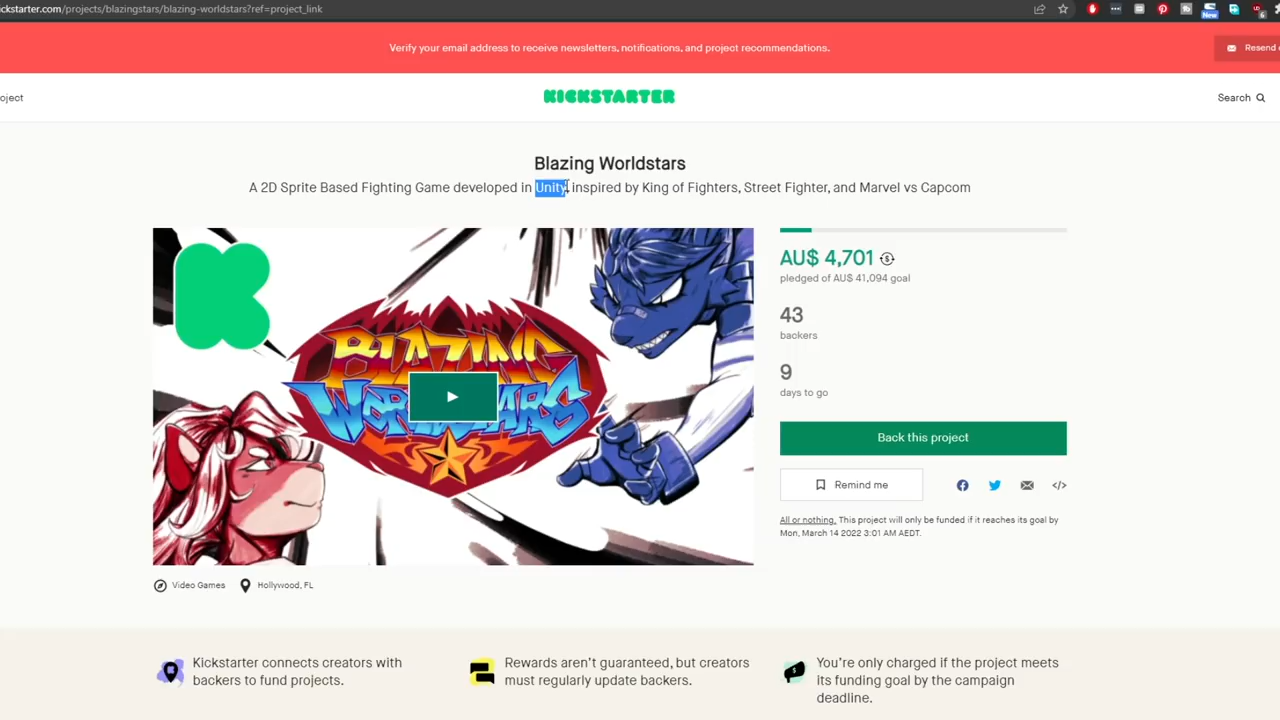 ickstarter.com/projects/blazingstars/blazing-worldstars?ref=project_link
New
6
Verify your email address to receive newsletters, notifications, and project recommendations.
Resend
oject
KICKSTARTER
Search
Blazing Worldstars
A 2D Sprite Based Fighting Game developed in Unity, inspired by King of Fighters, Street Fighter, and Marvel vs Capcom
K
BLAZING
WORLDSTARS
AU$ 4,701
pledged of AU$ 41,094 goal
43
backers
9
days to go
Back this project
Remind me
All or nothing. This project will only be funded if it reaches its goal by
Mon, March 14 2022 3:01 AM AEDT.
Video Games
Hollywood, FL
Kickstarter connects creators with
backers to fund projects.
Rewards aren't guaranteed, but creators
must regularly update backers.
You're only charged if the project meets
its funding goal by the campaign
deadline.